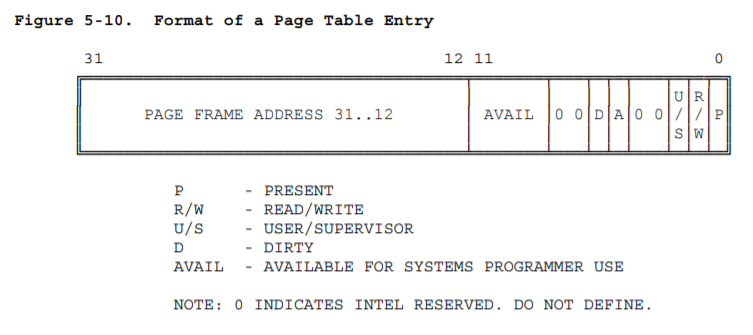 Figure 5-10. Format of a Page Table Entry
31 12 11 0
PAGE FRAME ADDRESS 31..12 AVAIL 0 0 D A 0 0 U/S R/W P
P - PRESENT
R/W - READ/WRITE
U/S - USER/SUPERVISOR
D - DIRTY
AVAIL - AVAILABLE FOR SYSTEMS PROGRAMMER USE
NOTE: 0 INDICATES INTEL RESERVED. DO NOT DEFINE.